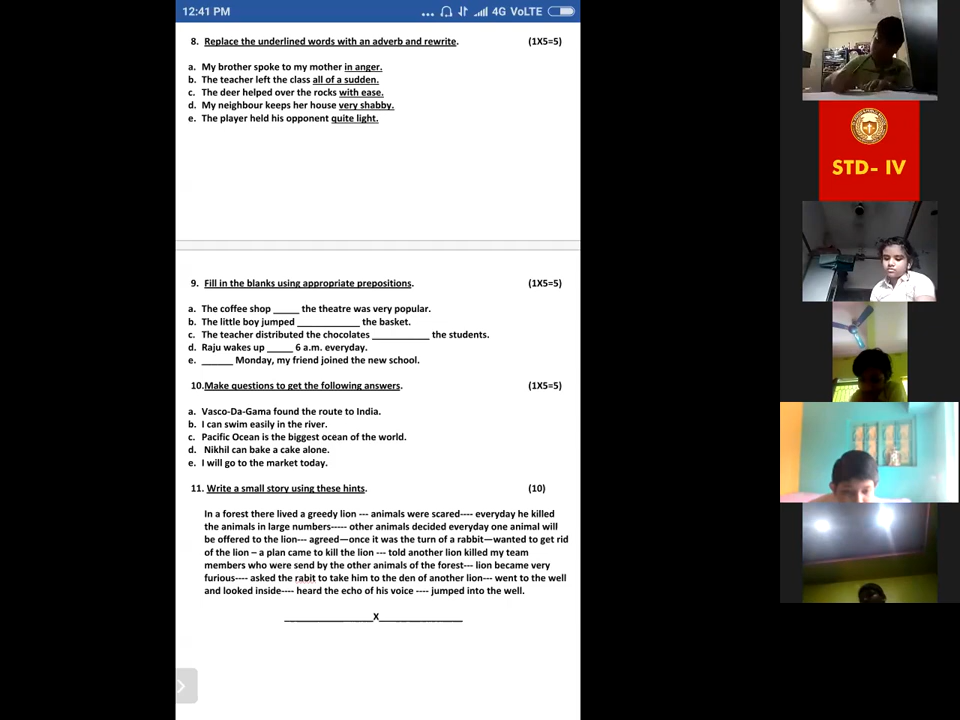 12:41 PM
... 4G VoLTE
8. Replace the underlined words with an adverb and rewrite. (1X5=5)
a. My brother spoke to my mother in anger.
b. The teacher left the class all of a sudden.
c. The deer helped over the rocks with ease.
d. My neighbour keeps her house very shabby.
e. The player held his opponent quite light.
9. Fill in the blanks using appropriate prepositions. (1X5=5)
a. The coffee shop _____ the theatre was very popular.
b. The little boy jumped ____________ the basket.
c. The teacher distributed the chocolates ___________ the students.
d. Raju wakes up _____ 6 a.m. everyday.
e. ______ Monday, my friend joined the new school.
10.Make questions to get the following answers. (1X5=5)
a. Vasco-Da-Gama found the route to India.
b. I can swim easily in the river.
c. Pacific Ocean is the biggest ocean of the world.
d. Nikhil can bake a cake alone.
e. I will go to the market today.
11. Write a small story using these hints. (10)
In a forest there lived a greedy lion --- animals were scared---- everyday he killed
the animals in large numbers----- other animals decided everyday one animal will
be offered to the lion--- agreed—once it was the turn of a rabbit—wanted to get rid
of the lion – a plan came to kill the lion --- told another lion killed my team
members who were send by the other animals of the forest--- lion became very
furious---- asked the rabit to take him to the den of another lion--- went to the well
and looked inside---- heard the echo of his voice ---- jumped into the well.
_________________X________________
STD- IV